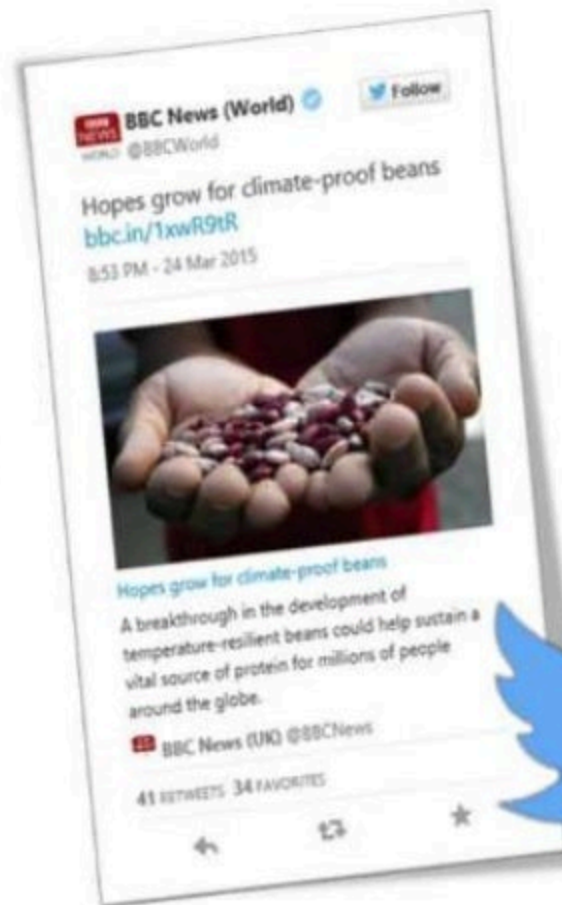 BBC News (World)
Follow
NEWS
WORLD @BBCWorld
Hopes grow for climate-proof beans
bbc.in/1xwR9tR
8:53 PM - 24 Mar 2015
Hopes grow for climate-proof beans
A breakthrough in the development of
temperature-resilient beans could help sustain a
vital source of protein for millions of people
around the globe.
BBC News (UK) @BBCNews
41 RETWEETS 34 FAVORITES